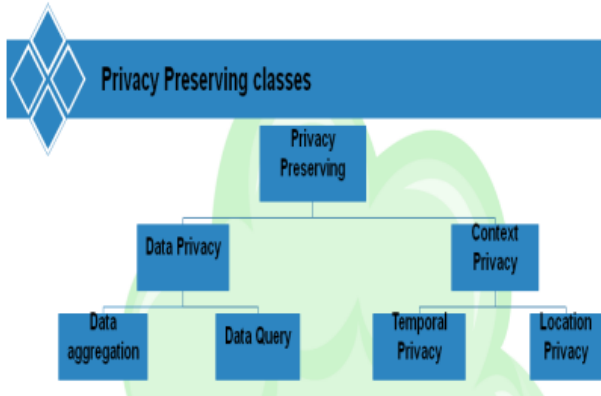 Privacy Preserving classes
Privacy
Preserving
Data Privacy
Context
Privacy
Data
aggregation
Data Query
Temporal
Privacy
Location
Privacy